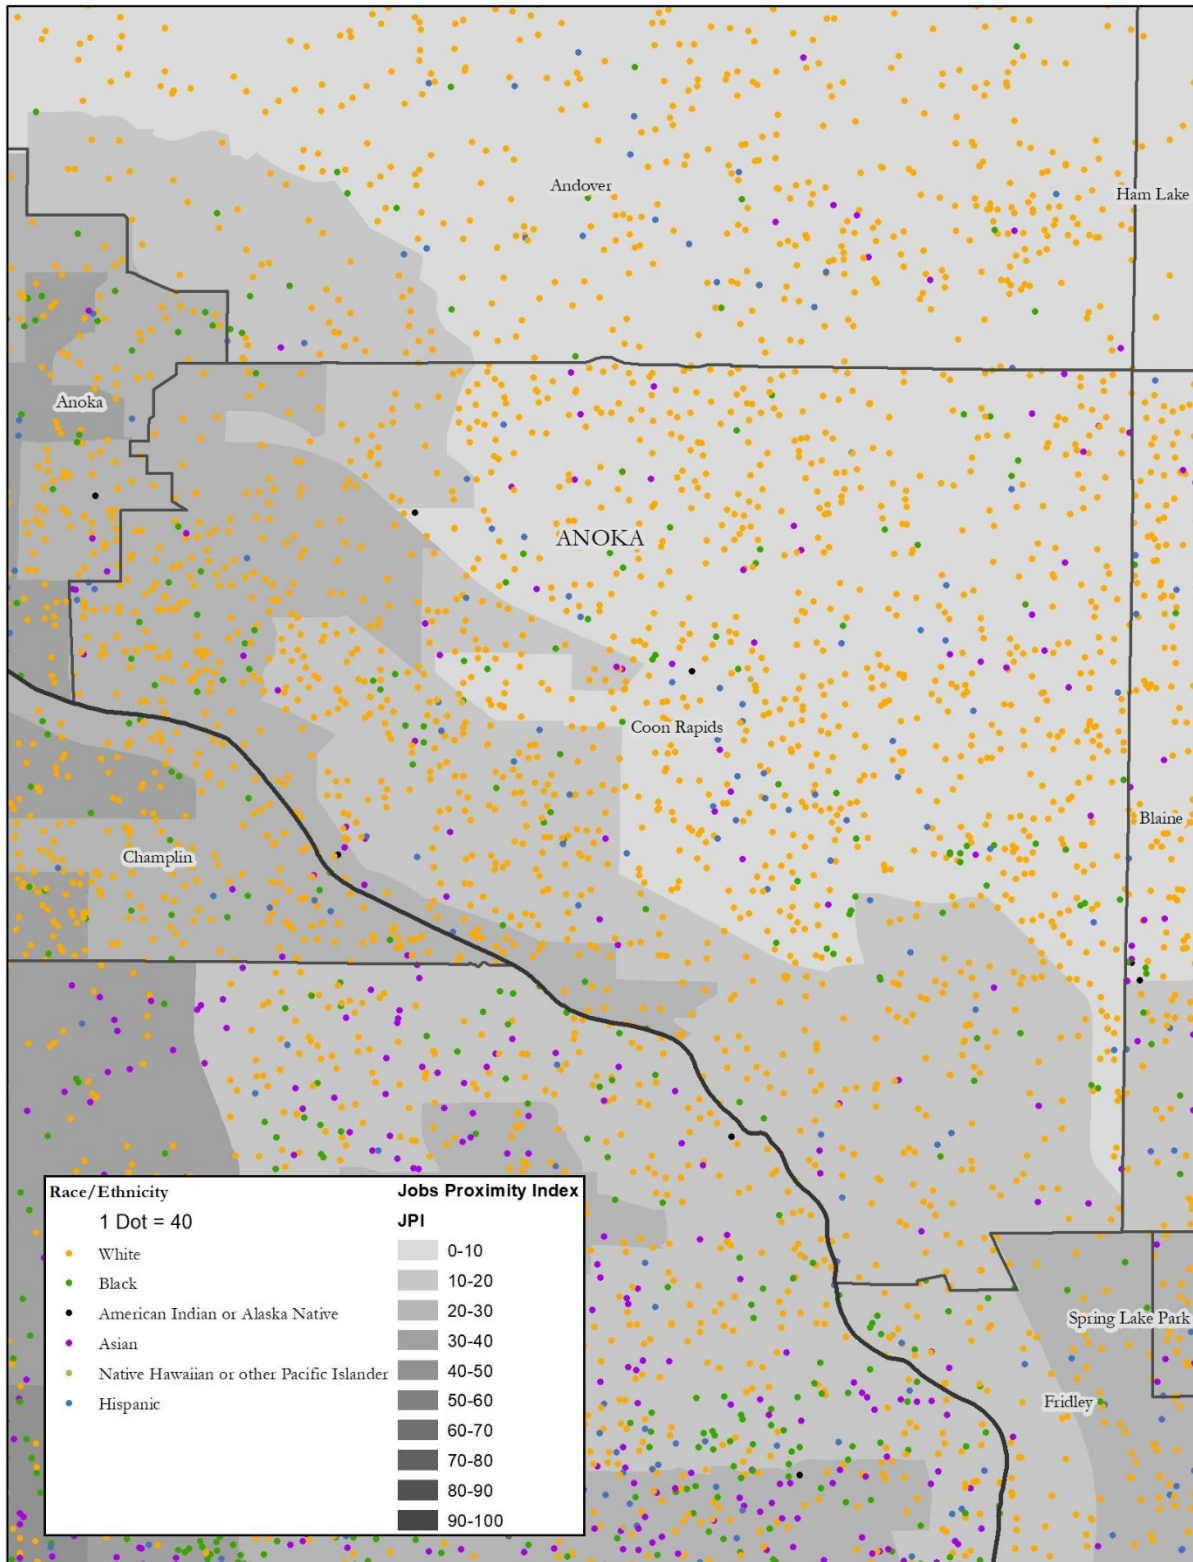 Andover
Ham Lake
Anoka
ANOKA
Coon Rapids
Blaine
Champlin
Race/Ethnicity
1 Dot = 40
White
Black
American Indian or Alaska Native
Asian
Native Hawaiian or other Pacific Islander
Hispanic
Jobs Proximity Index
JPI
0-10
10-20
20-30
30-40
40-50
50-60
60-70
70-80
80-90
90-100
Spring Lake Park
Fridley